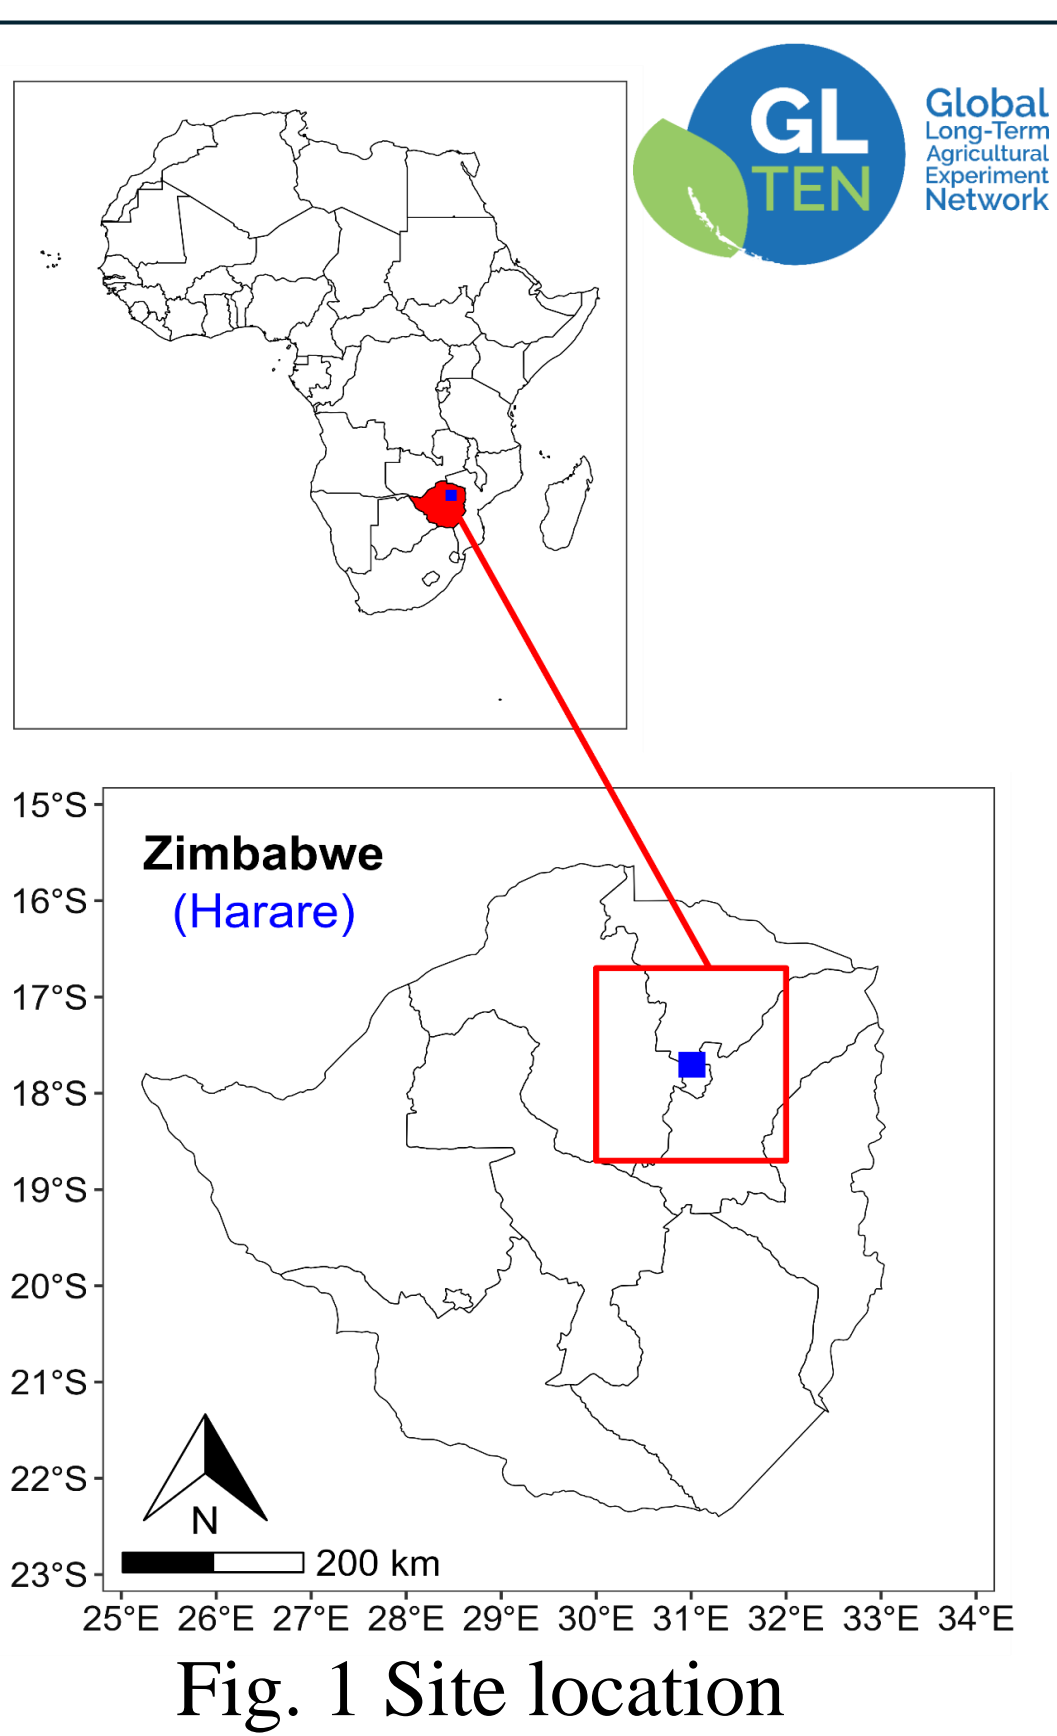 GL
TEN
Global
Long-Term
Agricultural
Experiment
Network
15°S
Zimbabwe
16°S
(Harare)
17°S
18°S
19°S
20°S
21°S
22°S
N
200 km
23°S
25°E 26°E 27°E 28°E 29°E 30°E 31°E 32°E 33°E 34°E
Fig. 1 Site location